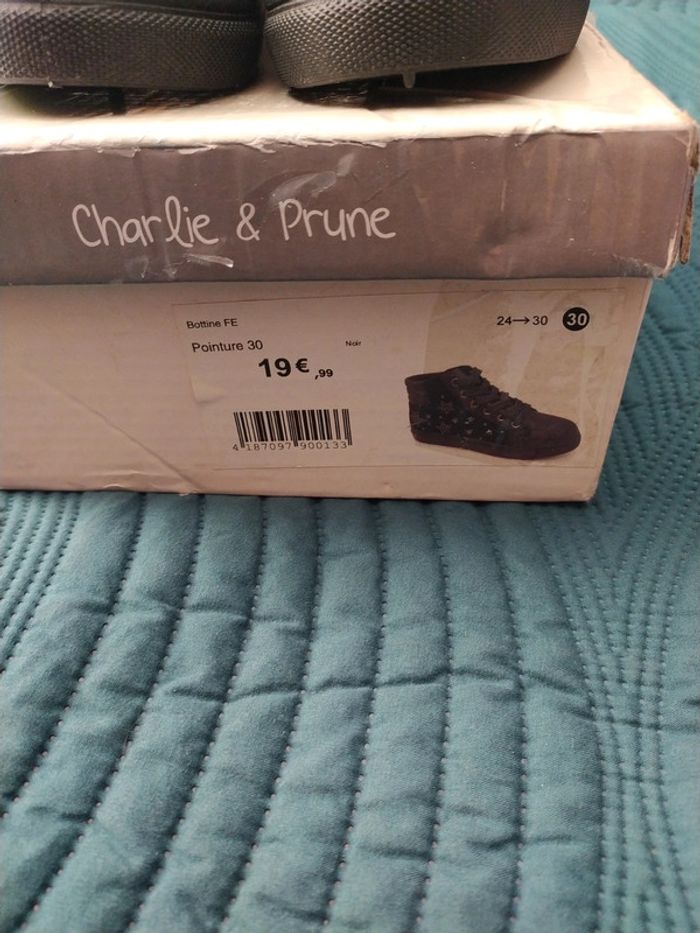 Charlie & Prune
Bottine FE
24→30 30
Pointure 30 Noir
19€,99
4 187097 900133